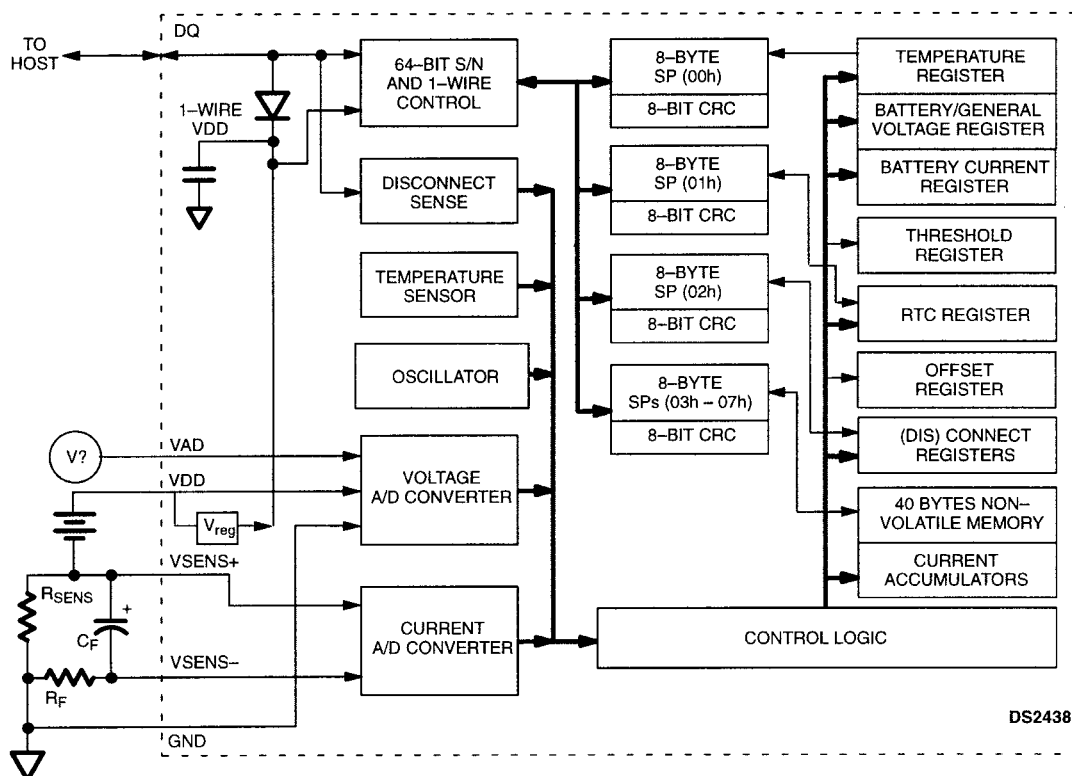 DQ
TO
HOST
1–WIRE
VDD
64–BIT S/N
AND 1–WIRE
CONTROL
DISCONNECT
SENSE
TEMPERATURE
SENSOR
OSCILLATOR
V?
VAD
VDD
Vreg
VOLTAGE
A/D CONVERTER
VSENS+
RSENS
+
CF
RF
VSENS–
CURRENT
A/D CONVERTER
GND
8–BYTE
SP (00h)
8–BIT CRC
8–BYTE
SP (01h)
8–BIT CRC
8–BYTE
SP (02h)
8–BIT CRC
8–BYTE
SPs (03h – 07h)
8–BIT CRC
TEMPERATURE
REGISTER
BATTERY/GENERAL
VOLTAGE REGISTER
BATTERY CURRENT
REGISTER
THRESHOLD
REGISTER
RTC REGISTER
OFFSET
REGISTER
(DIS) CONNECT
REGISTERS
40 BYTES NON–
VOLATILE MEMORY
CURRENT
ACCUMULATORS
CONTROL LOGIC
DS2438